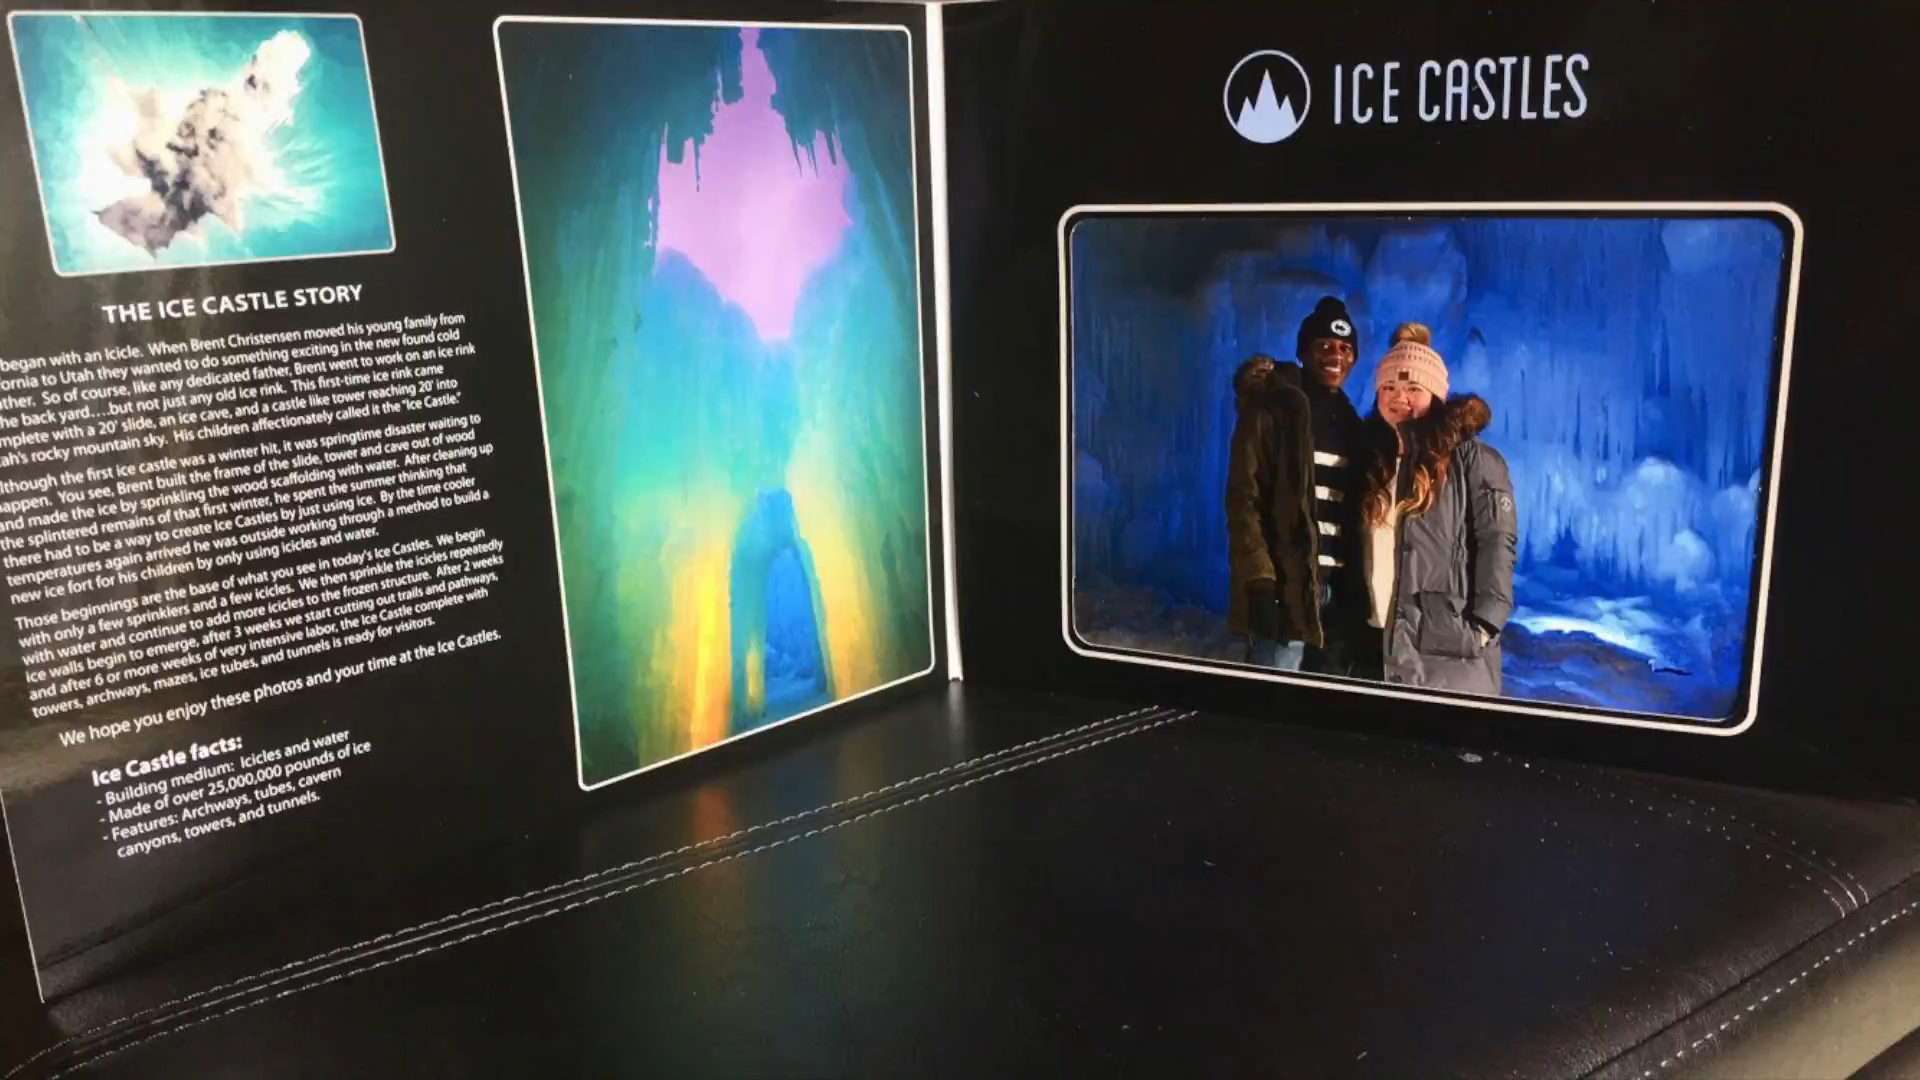 THE ICE CASTLE STORY
began with an Icicle. When Brent Christensen moved his young family from
to Utah they wanted to do something exciting in the new found cold
So of course, like any dedicated father, Brent went to work on an ice rink
back yard....but not just any old ice rink. This first-time ice rink came
with a 20' slide, an ice cave, and a castle like tower reaching 20' into
rocky mountain sky. His children affectionately called it the "Ice Castle."
the first ice castle was a winter hit, it was springtime disaster waiting to
You see, Brent built the frame of the slide, tower and cave out of wood
and made the ice by sprinkling the wood scaffolding with water. After cleaning up
the splintered remains of that first winter, he spent the summer thinking that
there had to be a way to create Ice Castles by just using ice. By the time cooler
temperatures again arrived he was outside working through a method to build a
new ice fort for his children by only using icicles and water.
Those beginnings are the base of what you see in today's Ice Castles. We begin
with only a few sprinklers and a few icicles. We then sprinkle the icicles repeatedly
with water and continue to add more icicles to the frozen structure. After 2 weeks
ice walls begin to emerge, after 3 weeks we start cutting out trails and pathways,
and after 6 or more weeks of very intensive labor, the Ice Castle complete with
towers, archways, mazes, ice tubes, and tunnels is ready for visitors.
We hope you enjoy these photos and your time at the Ice Castles.
Ice Castle facts:
- Building medium: Icicles and water
- Made of over 25,000,000 pounds of ice
- Features: Archways, tubes, cavern
canyons, towers, and tunnels.
ICE CASTLES